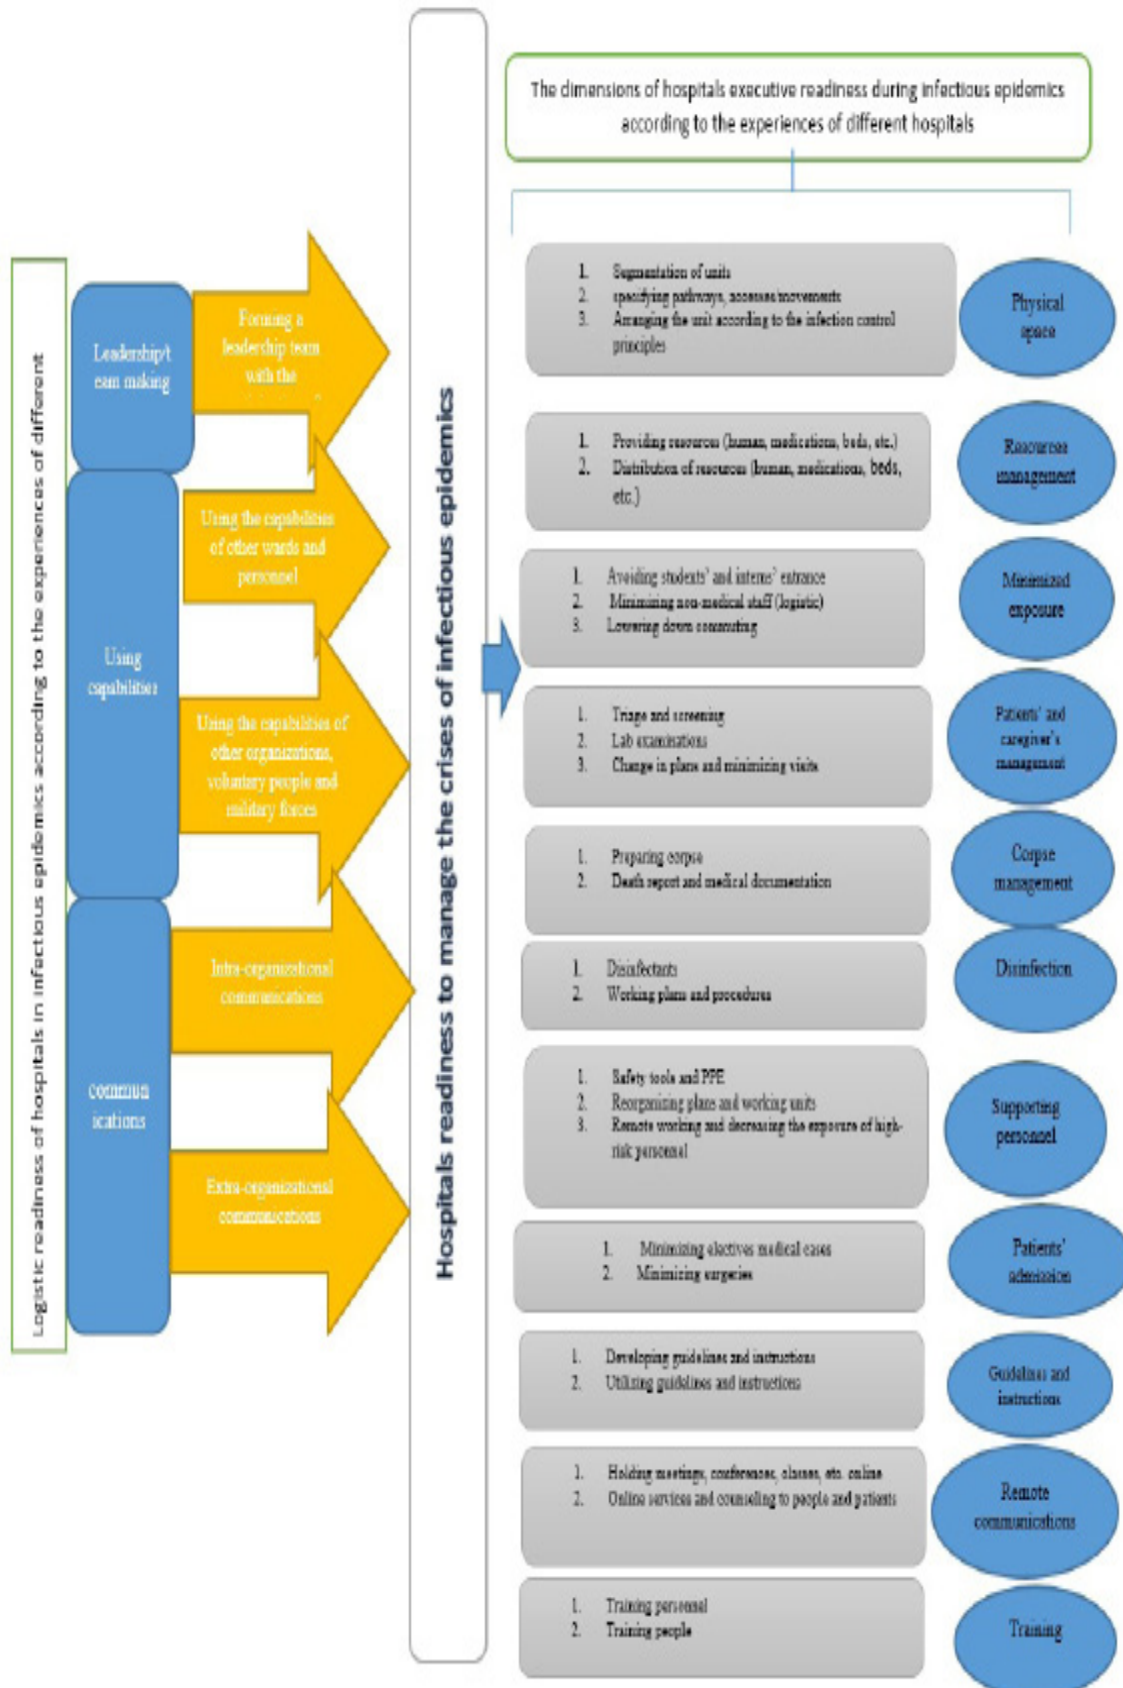 The dimensions of hospitals executive readiness during infectious epidemics
according to the experiences of different hospitals
Logistic readiness of hospitals in infectious epidemics according to the experiences of different
Leadership/t
eam making
Forming a
leadership team
with the
Using
capabilities
Using the capabilities
of other wards and
personnel
Using the capabilities of
other organizations,
voluntary people and
military forces
commun
ications
Intra-organizational
communications
Extra-organizational
communications
Hospitals readiness to manage the crises of infectious epidemics
1. Segmentation of units
2. specifying pathways, accesses/movements
3. Arranging the unit according to the infection control
principles
Physical
space
1. Providing resources (human, medications, beds, etc.)
2. Distribution of resources (human, medications, beds,
etc.)
Resources
management
1. Avoiding students' and interns' entrance
2. Minimizing non-medical staff (logistic)
3. Lowering down commuting
Minimized
exposure
1. Triage and screening
2. Lab examinations
3. Change in plans and minimizing visits
Patients' and
caregiver's
management
1. Preparing corpse
2. Death report and medical documentation
Corpse
management
1. Disinfectants
2. Working plans and procedures
Disinfection
1. Safety tools and PPE
2. Reorganizing plans and working units
3. Remote working and decreasing the exposure of high-
risk personnel
Supporting
personnel
1. Minimizing electives medical cases
2. Minimizing surgeries
Patients'
admission
1. Developing guidelines and instructions
2. Utilizing guidelines and instructions
Guidelines and
instructions
1. Holding meetings, conferences, classes, etc. online
2. Online services and counseling to people and patients
Remote
communications
1. Training personnel
2. Training people
Training